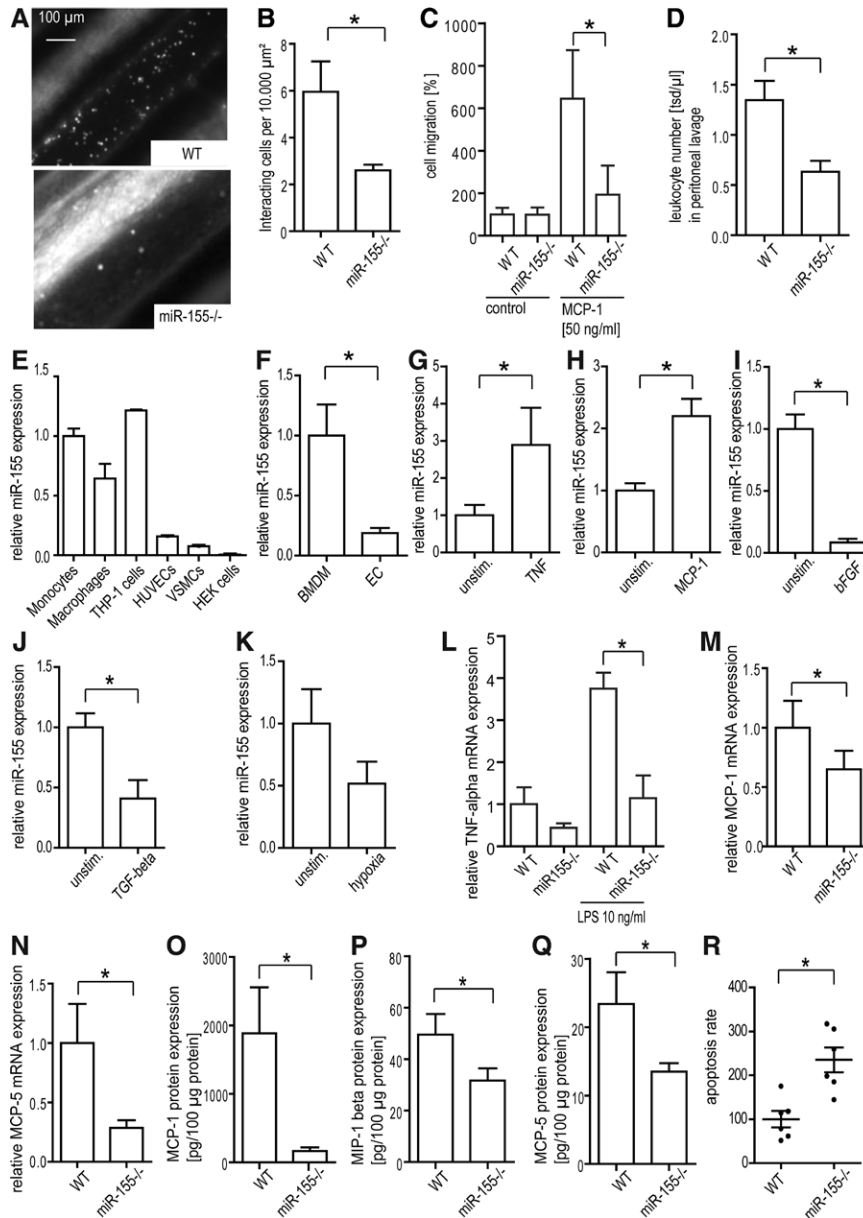 A
100 µm
WT
miR-155-/-
B
Interacting cells per 10.000 µm²
8
6
4
2
0
*
WT
miR-155-/-
C
cell migration [%]
1000
800
600
400
200
0
*
WT
miR-155-/-
WT
miR-155-/-
control
MCP-1
[50 ng/ml]
D
leukocyte number [tsd/µl]
in peritoneal lavage
2.0
1.5
1.0
0.5
0.0
*
WT
miR-155-/-
E
relative miR-155 expression
1.5
1.0
0.5
0.0
Monocytes
Macrophages
THP-1 cells
HUVECs
VSMCs
HEK cells
F
relative miR-155 expression
1.5
1.0
0.5
0.0
*
BMDM
EC
G
relative miR-155 expression
5
4
3
2
1
0
*
unstim.
TNF
H
relative miR-155 expression
3
2
1
0
*
unstim.
MCP-1
I
relative miR-155 expression
1.5
1.0
0.5
0.0
*
unstim.
bFGF
J
relative miR-155 expression
1.5
1.0
0.5
0.0
*
unstim.
TGF-beta
K
relative miR-155 expression
1.5
1.0
0.5
0.0
unstim.
hypoxia
L
relative TNF-alpha mRNA expression
5
4
3
2
1
0
*
WT
miR155-/-
WT
miR-155-/-
LPS 10 ng/ml
M
relative MCP-1 mRNA expression
1.5
1.0
0.5
0.0
*
WT
miR-155-/-
N
relative MCP-5 mRNA expression
1.5
1.0
0.5
0.0
*
WT
miR-155-/-
O
MCP-1 protein expression
[pg/100 µg protein]
3000
2000
1000
0
*
WT
miR-155-/-
P
MIP-1 beta protein expression
[pg/100 µg protein]
80
60
40
20
0
*
WT
miR-155-/-
Q
MCP-5 protein expression
[pg/100 µg protein]
30
20
10
0
*
WT
miR-155-/-
R
apoptosis rate
400
300
200
100
0
*
WT
miR-155-/-